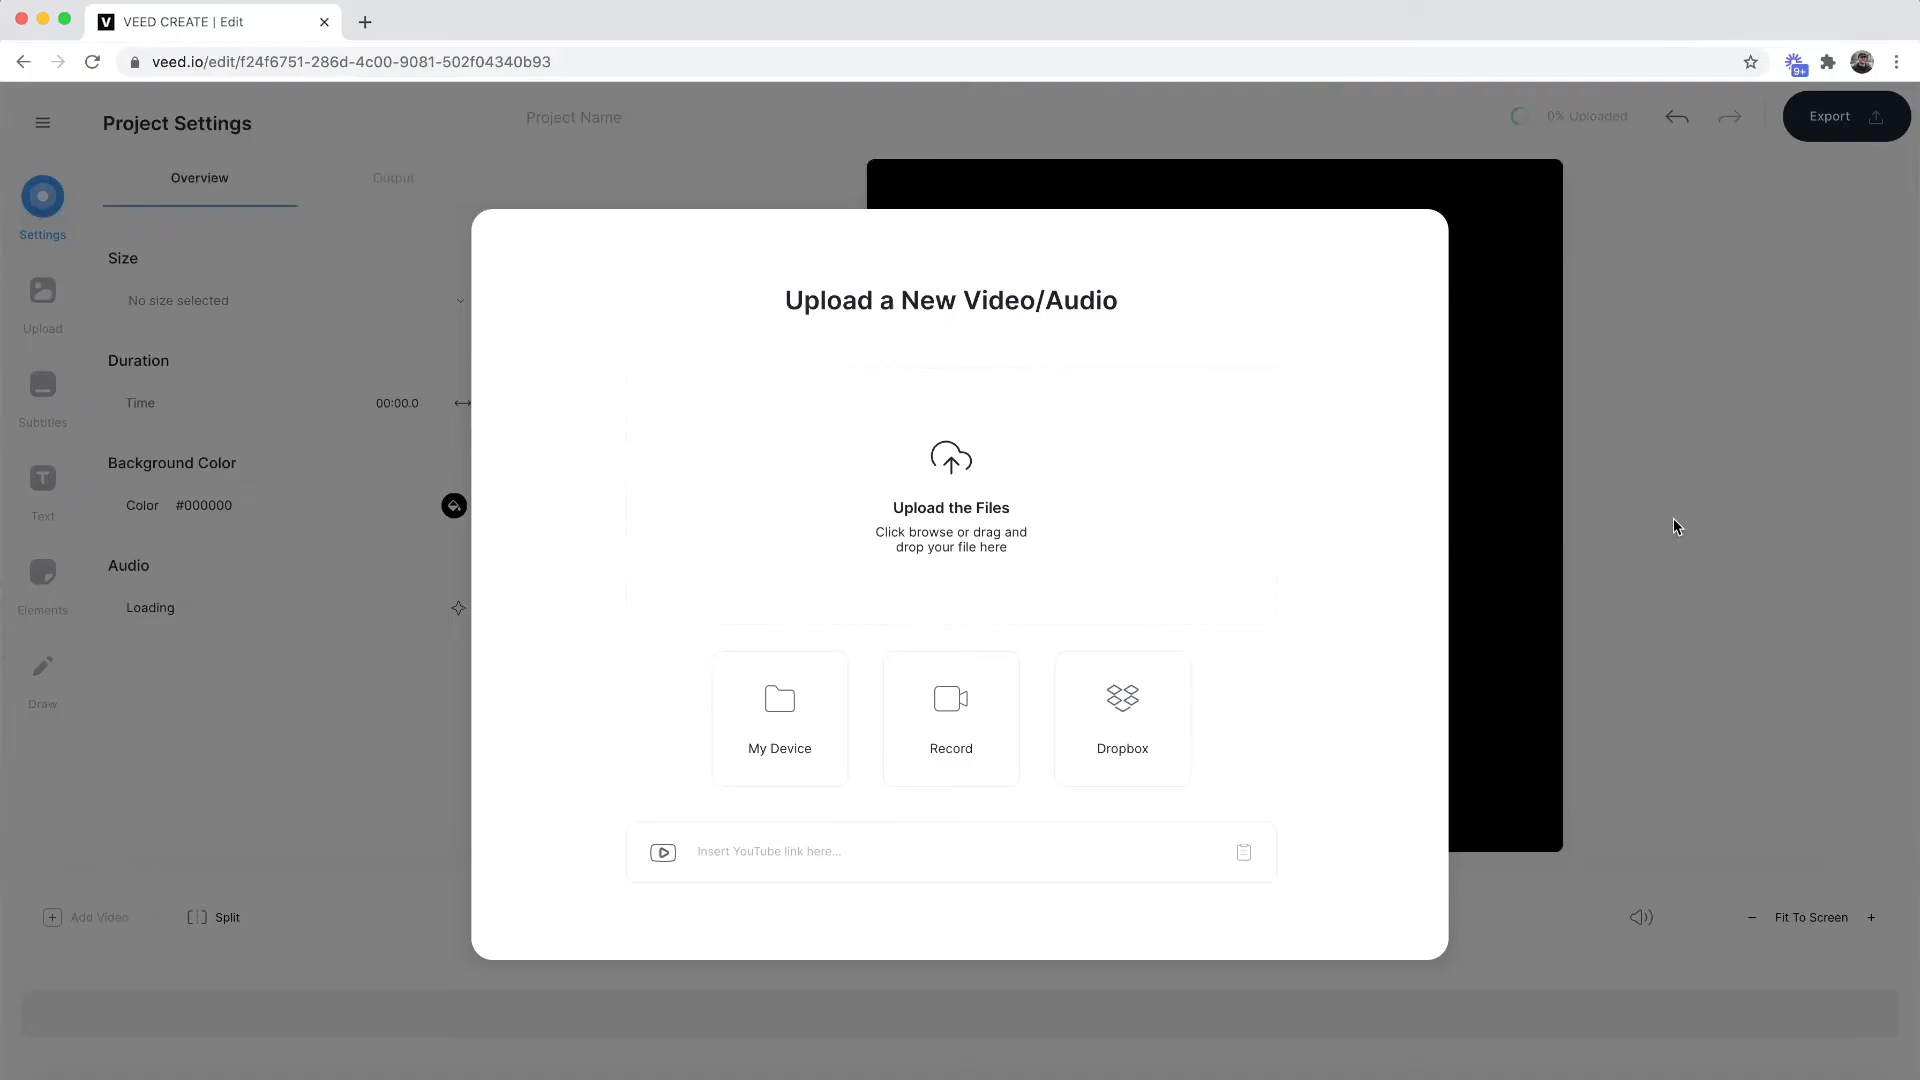 VEED CREATE | Edit
veed.io/edit/f24f6751-286d-4c00-9081-502f04340b93
9+
Project Settings
Project Name
0% Uploaded
Export
Overview
Output
Settings
Upload
Subtitles
Text
Elements
Draw
Size
No size selected
Duration
Time 00:00.0
Background Color
Color #000000
Audio
Loading
Upload a New Video/Audio
Upload the Files
Click browse or drag and
drop your file here
My Device
Record
Dropbox
Insert YouTube link here...
Add Video
Split
Fit To Screen